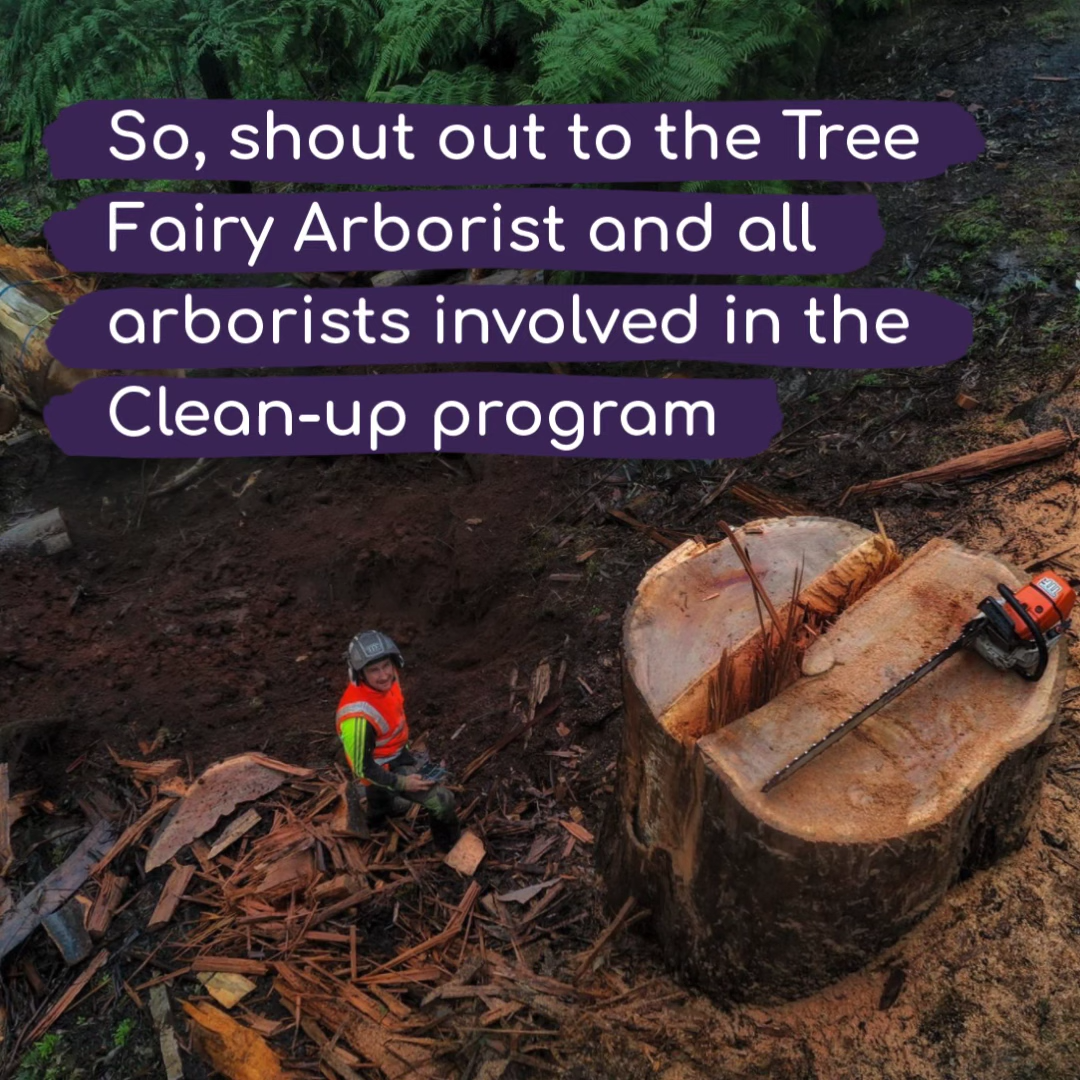 So, shout out to the Tree
Fairy Arborist and all
arborists involved in the
Clean-up program